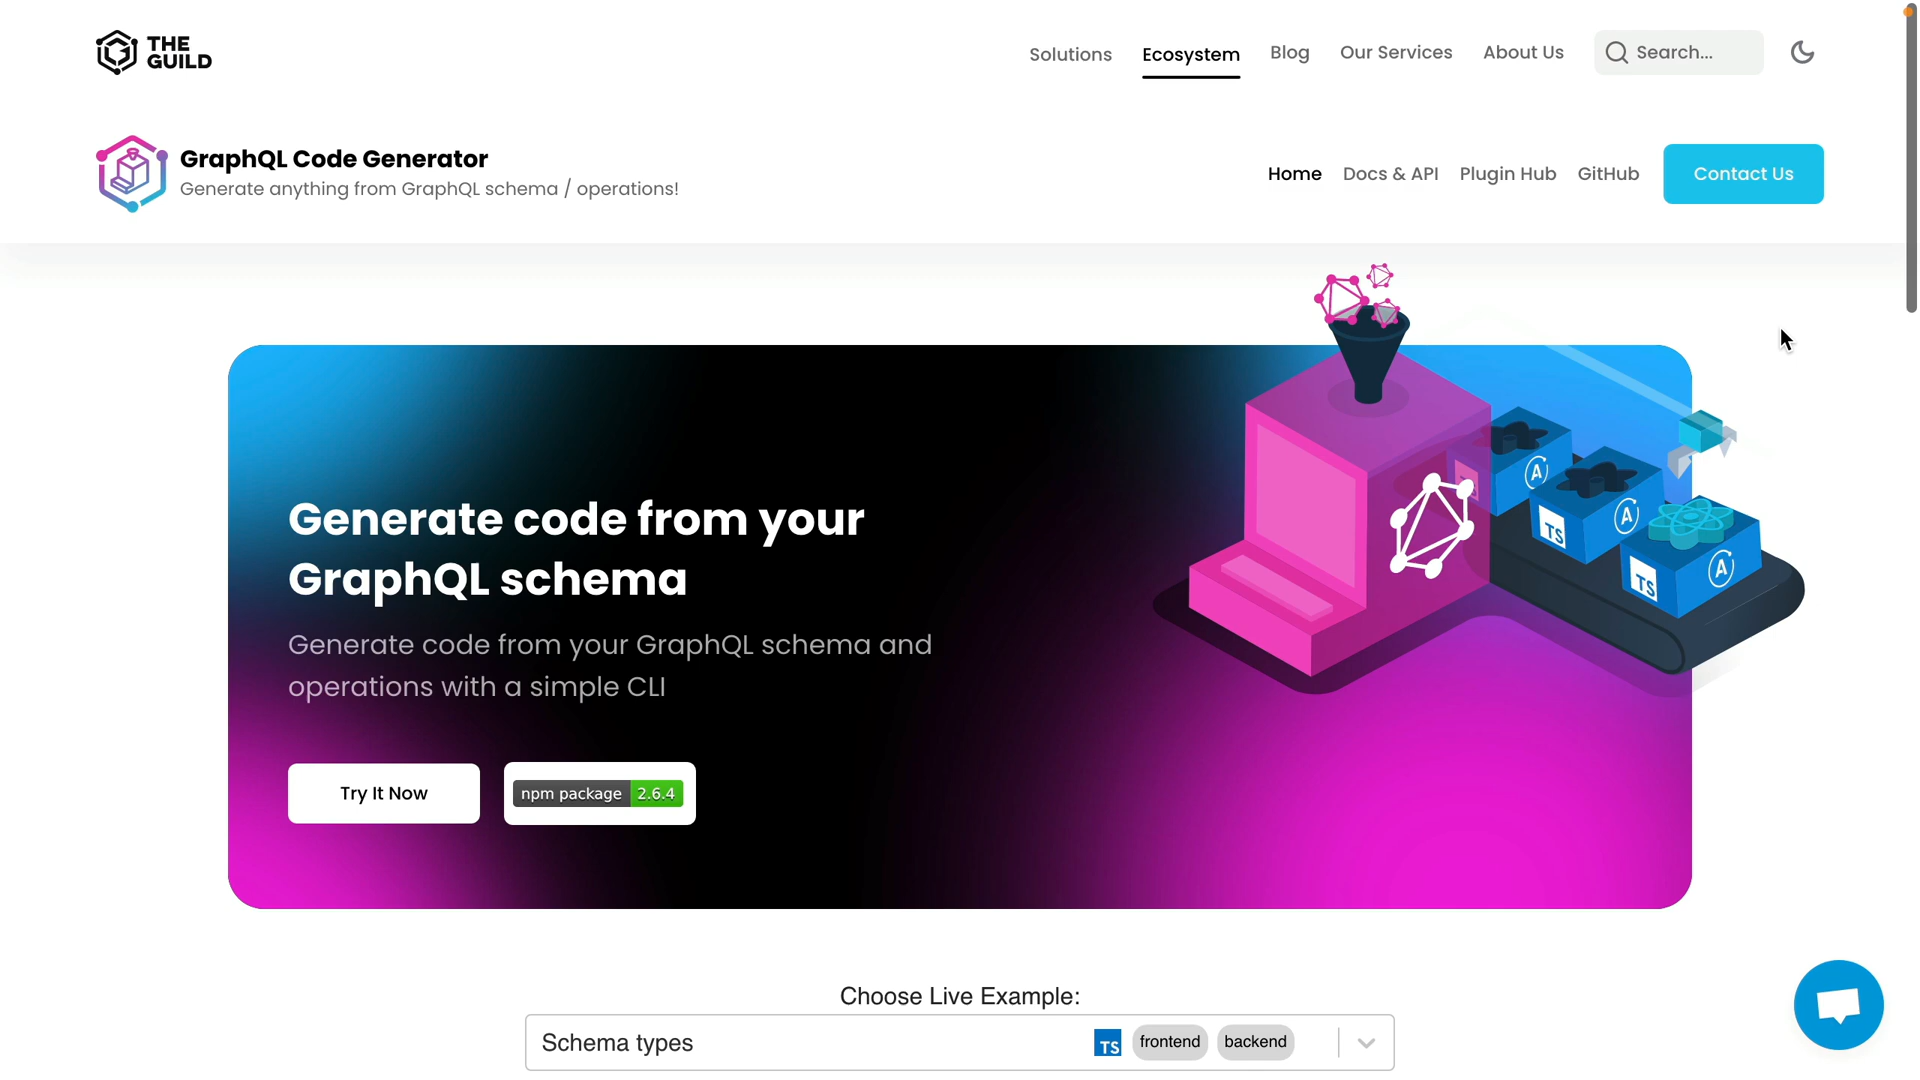 THE
GUILD
Solutions
Ecosystem
Blog
Our Services
About Us
Search...
GraphQL Code Generator
Generate anything from GraphQL schema / operations!
Home
Docs & API
Plugin Hub
GitHub
Contact Us
Generate code from your
GraphQL schema
Generate code from your GraphQL schema and
operations with a simple CLI
Try It Now
npm package 2.6.4
A
TS
A
TS
A
Choose Live Example:
Schema types
TS
frontend
backend